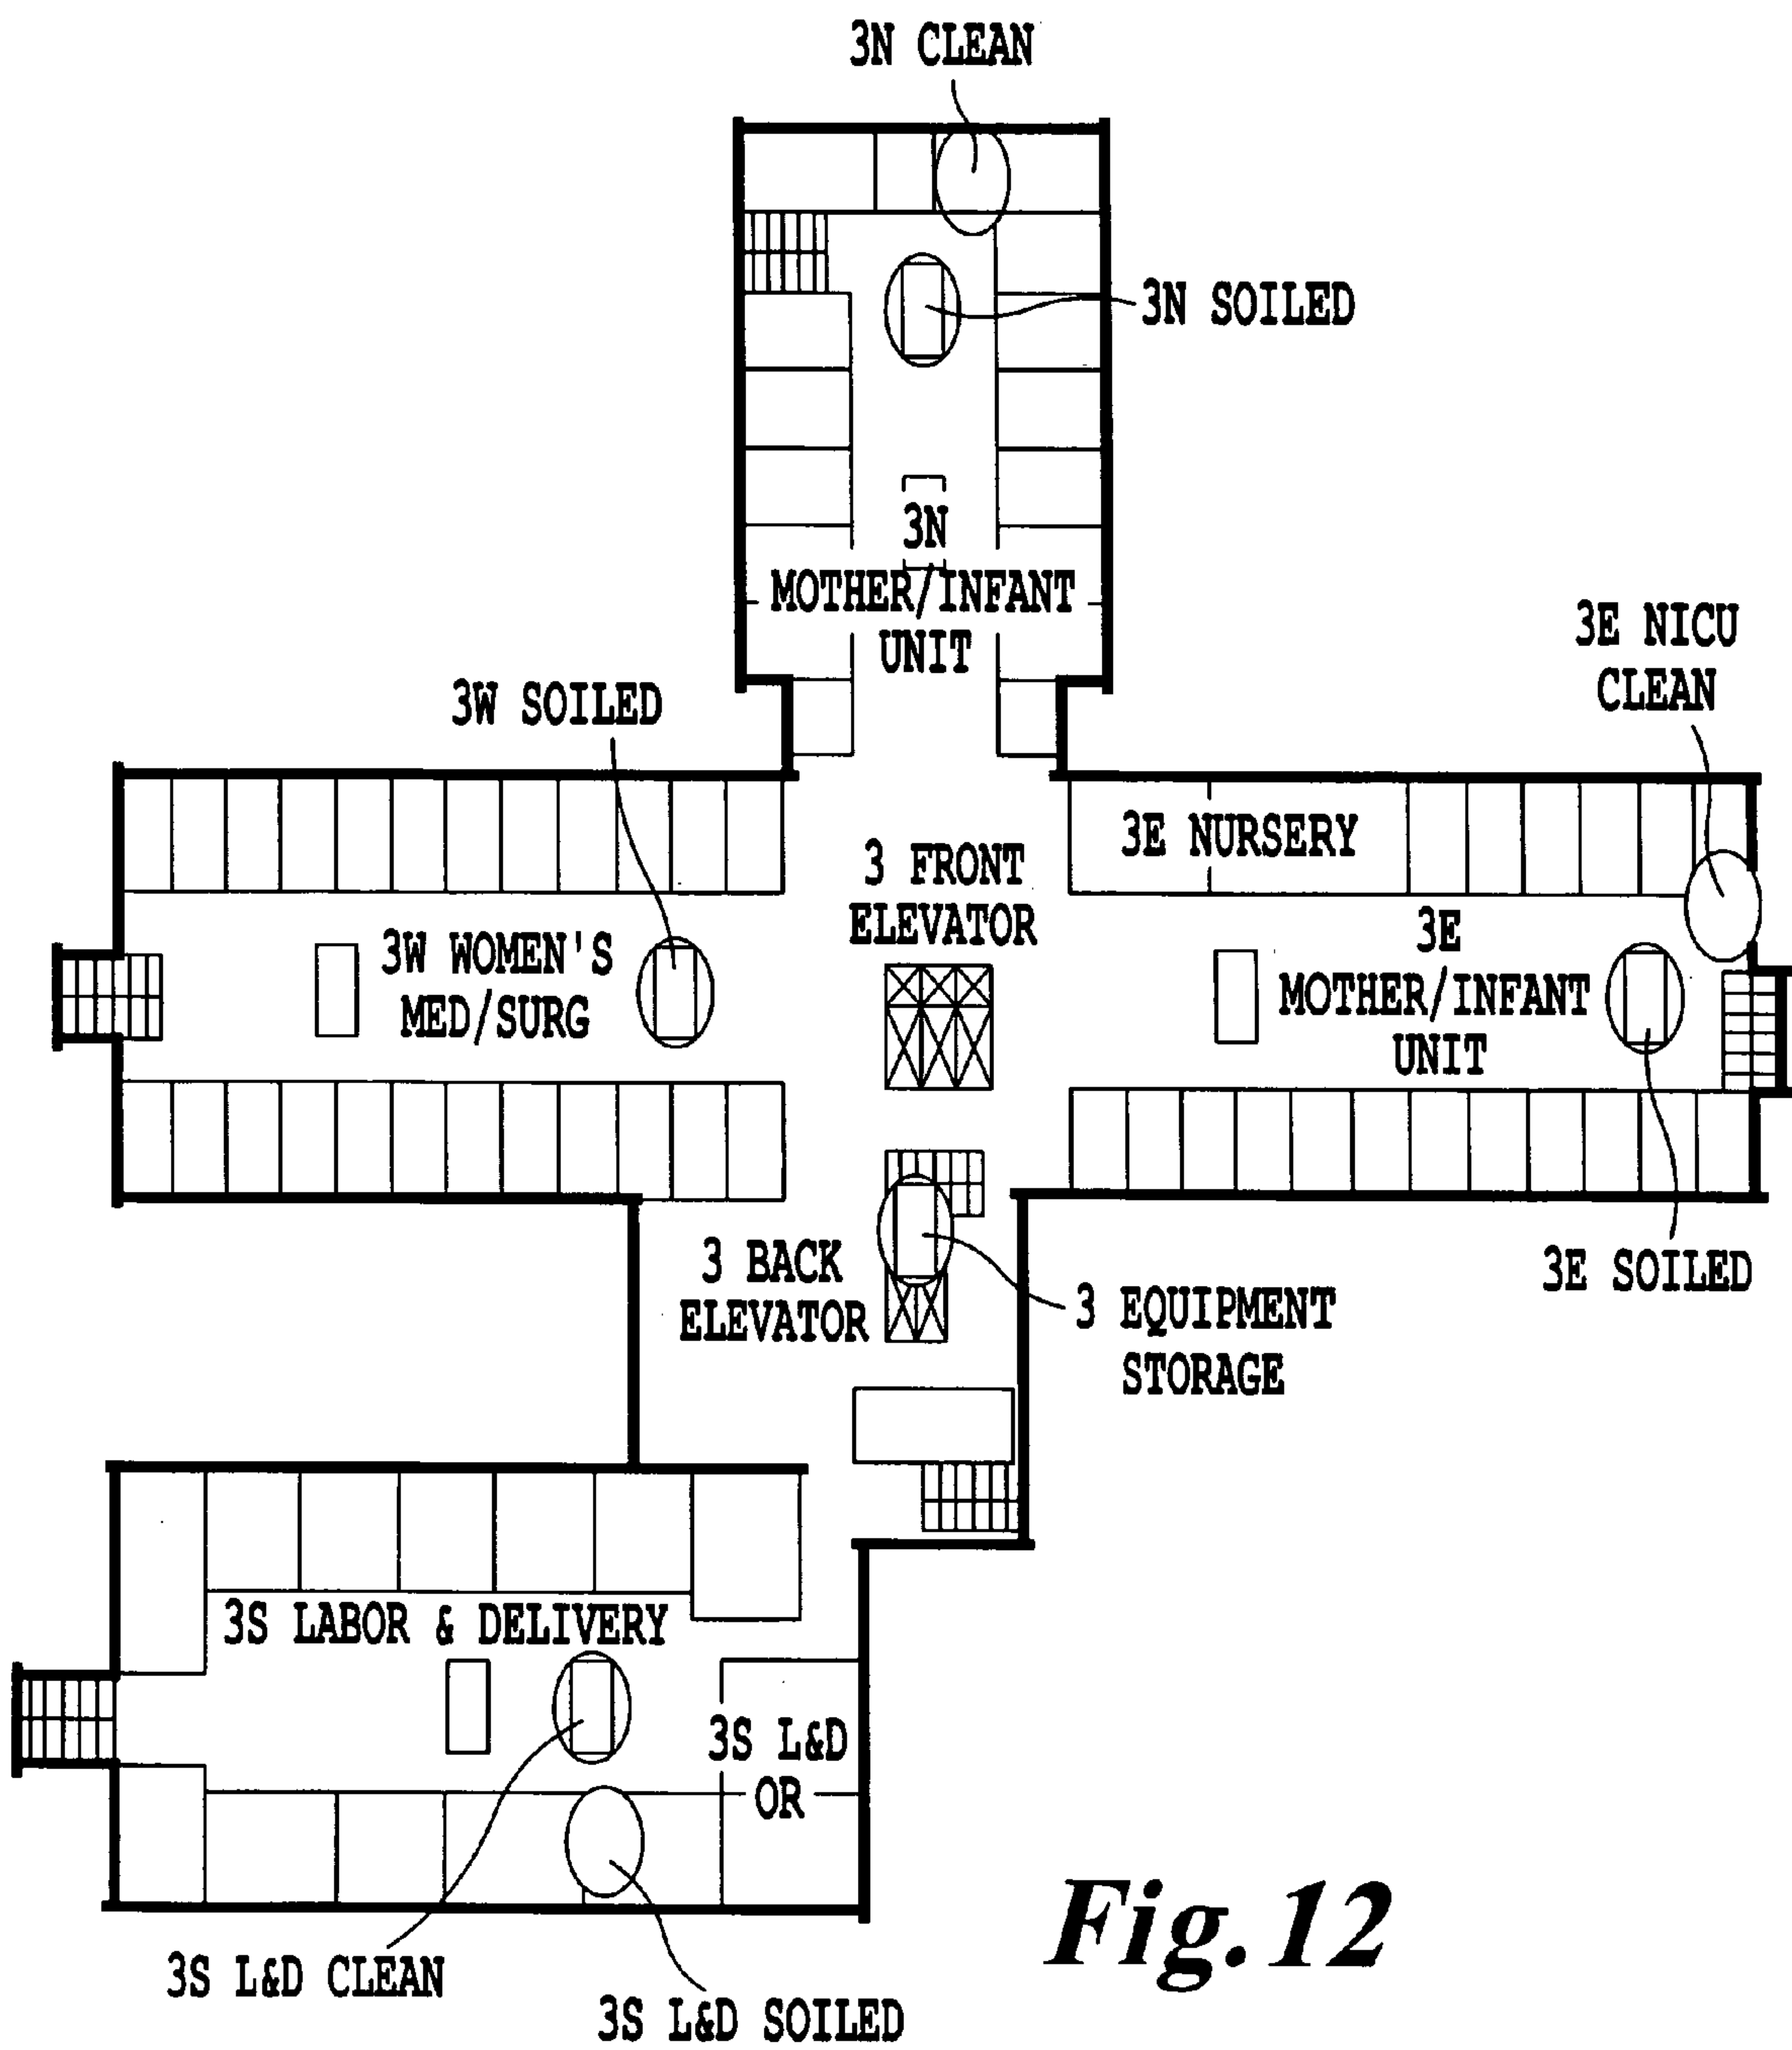 3N CLEAN
3N SOILED
3N
MOTHER/INFANT
UNIT
3E NICU
CLEAN
3W SOILED
3E NURSERY
3 FRONT
ELEVATOR
3W WOMEN'S
MED/SURG
3E
MOTHER/INFANT
UNIT
3 BACK
ELEVATOR
3E SOILED
3 EQUIPMENT
STORAGE
3S LABOR & DELIVERY
3S L&D
OR
3S L&D CLEAN
3S L&D SOILED
Fig. 12